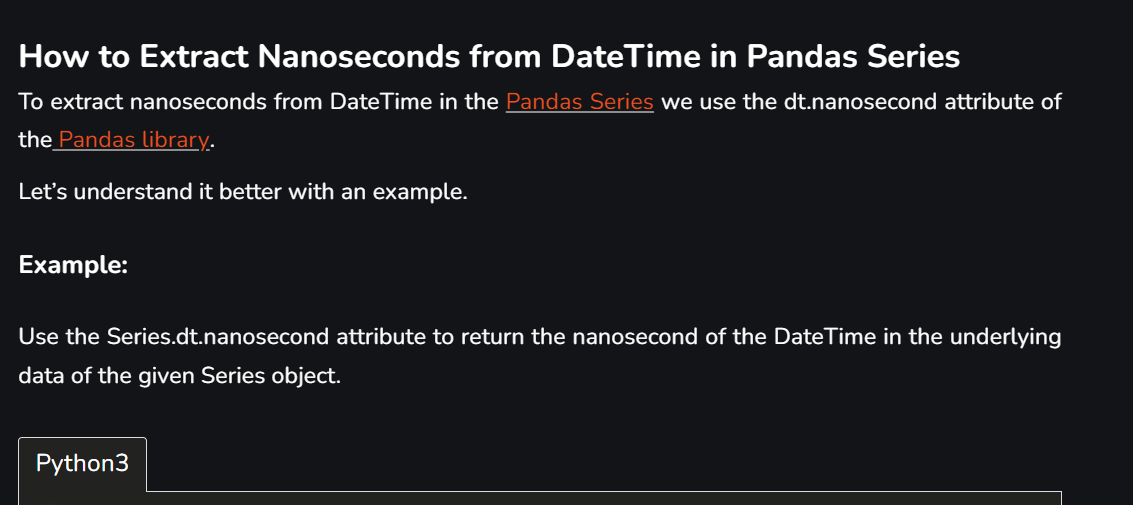 How to Extract Nanoseconds from DateTime in Pandas Series
To extract nanoseconds from DateTime in the Pandas Series we use the dt.nanosecond attribute of
the Pandas library.
Let’s understand it better with an example.
Example:
Use the Series.dt.nanosecond attribute to return the nanosecond of the DateTime in the underlying
data of the given Series object.
Python3